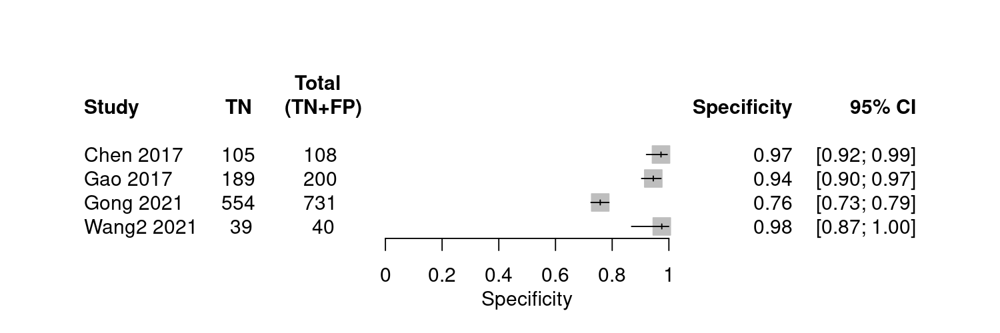 Total
Study TN (TN+FP) Specificity 95% CI
Chen 2017 105 108 0.97 [0.92; 0.99]
Gao 2017 189 200 0.94 [0.90; 0.97]
Gong 2021 554 731 0.76 [0.73; 0.79]
Wang2 2021 39 40 0.98 [0.87; 1.00]
0 0.2 0.4 0.6 0.8 1
Specificity